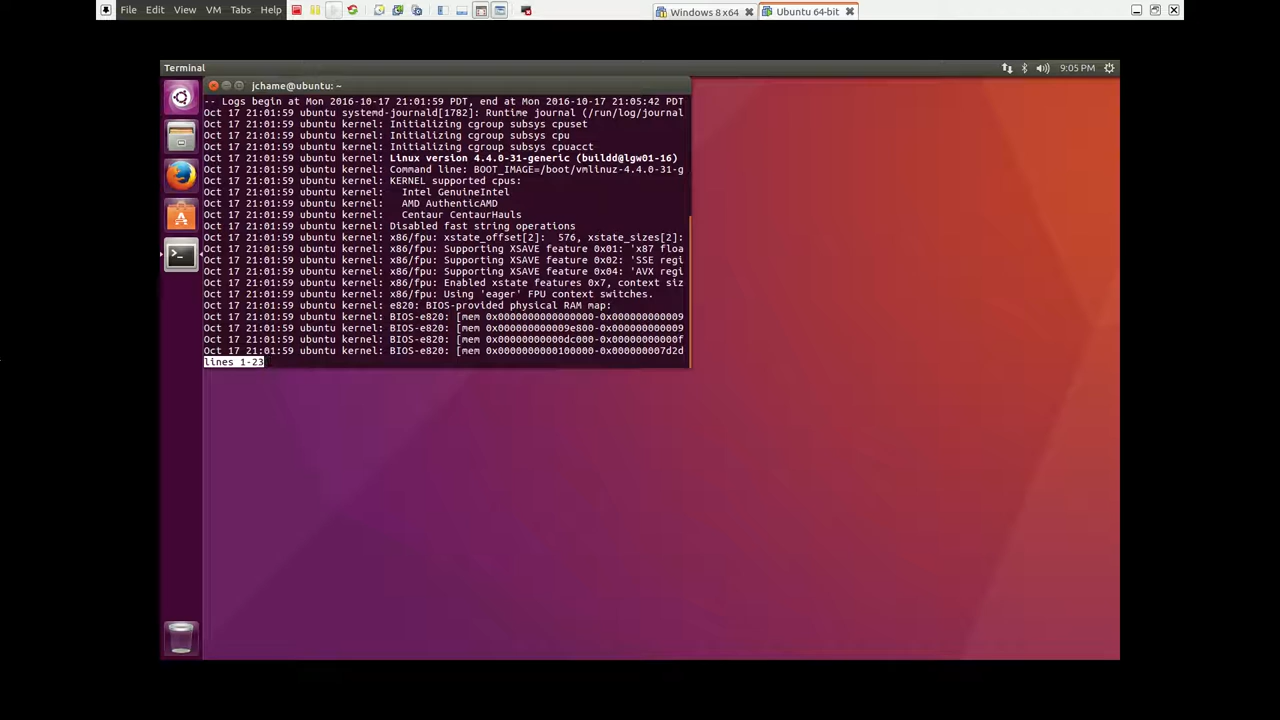 File Edit View VM Tabs Help
Windows 8 x64
Ubuntu 64-bit
Terminal
9:05 PM
jchame@ubuntu: ~
-- Logs begin at Mon 2016-10-17 21:01:59 PDT, end at Mon 2016-10-17 21:05:42 PDT
Oct 17 21:01:59 ubuntu systemd-journald[1782]: Runtime journal (/run/log/journal
Oct 17 21:01:59 ubuntu kernel: Initializing cgroup subsys cpuset
Oct 17 21:01:59 ubuntu kernel: Initializing cgroup subsys cpu
Oct 17 21:01:59 ubuntu kernel: Initializing cgroup subsys cpuacct
Oct 17 21:01:59 ubuntu kernel: Linux version 4.4.0-31-generic (buildd@lgw01-16)
Oct 17 21:01:59 ubuntu kernel: Command line: BOOT_IMAGE=/boot/vmlinuz-4.4.0-31-g
Oct 17 21:01:59 ubuntu kernel: KERNEL supported cpus:
Oct 17 21:01:59 ubuntu kernel:   Intel GenuineIntel
Oct 17 21:01:59 ubuntu kernel:   AMD AuthenticAMD
Oct 17 21:01:59 ubuntu kernel:   Centaur CentaurHauls
Oct 17 21:01:59 ubuntu kernel: Disabled fast string operations
Oct 17 21:01:59 ubuntu kernel: x86/fpu: xstate_offset[2]:  576, xstate_sizes[2]:
Oct 17 21:01:59 ubuntu kernel: x86/fpu: Supporting XSAVE feature 0x01: 'x87 floa
Oct 17 21:01:59 ubuntu kernel: x86/fpu: Supporting XSAVE feature 0x02: 'SSE regi
Oct 17 21:01:59 ubuntu kernel: x86/fpu: Supporting XSAVE feature 0x04: 'AVX regi
Oct 17 21:01:59 ubuntu kernel: x86/fpu: Enabled xstate features 0x7, context siz
Oct 17 21:01:59 ubuntu kernel: x86/fpu: Using 'eager' FPU context switches.
Oct 17 21:01:59 ubuntu kernel: e820: BIOS-provided physical RAM map:
Oct 17 21:01:59 ubuntu kernel: BIOS-e820: [mem 0x0000000000000000-0x000000000009
Oct 17 21:01:59 ubuntu kernel: BIOS-e820: [mem 0x000000000009e800-0x000000000009
Oct 17 21:01:59 ubuntu kernel: BIOS-e820: [mem 0x00000000000dc000-0x00000000000f
Oct 17 21:01:59 ubuntu kernel: BIOS-e820: [mem 0x0000000000100000-0x000000007d2d
lines 1-23